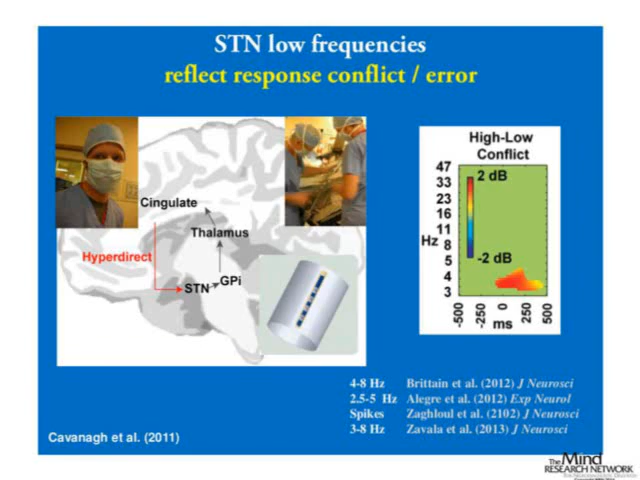 STN low frequencies
reflect response conflict / error
Cingulate
Thalamus
Hyperdirect
STN
GPi
High-Low
Conflict
47
33
23
16
11
8
5
4
3
Hz
2 dB
-2 dB
-500
-250
0
250
500
ms
4-8 Hz Brittain et al. (2012) J Neurosci
2.5-5 Hz Alegre et al. (2012) Exp Neurol
Spikes Zaghloul et al. (2102) J Neurosci
3-8 Hz Zavala et al. (2013) J Neurosci
Cavanagh et al. (2011)
The Mind
RESEARCH NETWORK